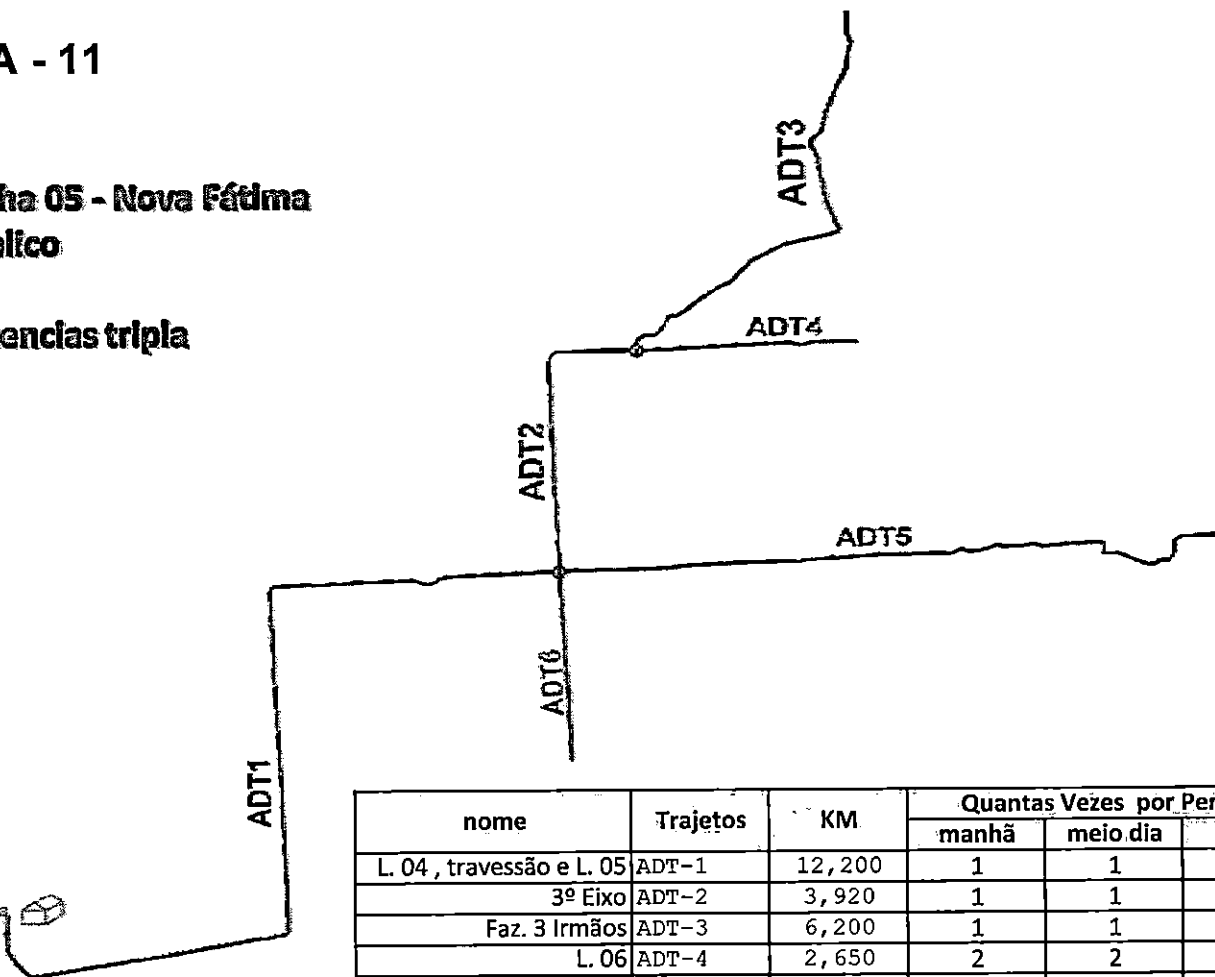 A - 11
ha 05 - Nova Fátima
lico
encias tripla
ADT3
ADT4
ADT2
ADT5
ADT6
ADT1
nome Trajetos KM Quantas Vezes por Per
manhã meio dia
L. 04 , travessão e L. 05 ADT-1 12,200 1 1
3º Eixo ADT-2 3,920 1 1
Faz. 3 Irmãos ADT-3 6,200 1 1
L. 06 ADT-4 2,650 2 2